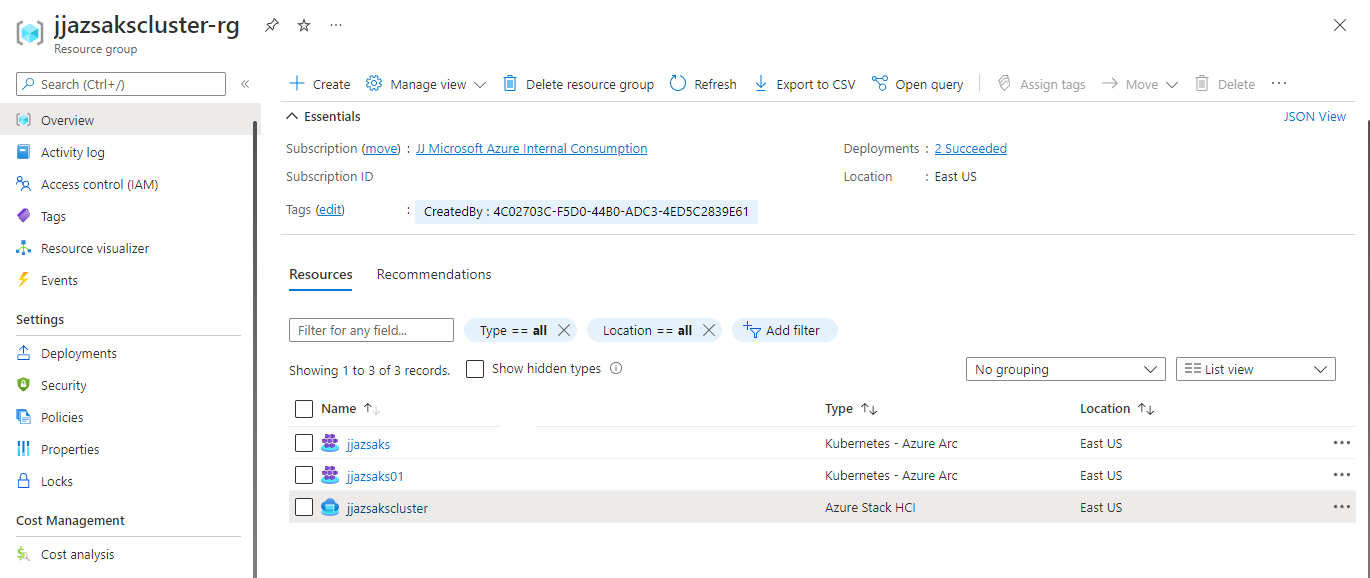 jjazsakscluster-rg
Resource group
Search (Ctrl+/)
Overview
Activity log
Access control (IAM)
Tags
Resource visualizer
Events
Settings
Deployments
Security
Policies
Properties
Locks
Cost Management
Cost analysis
Create Manage view Delete resource group Refresh Export to CSV Open query Assign tags Move Delete
Essentials JSON View
Subscription (move) : JJ Microsoft Azure Internal Consumption Deployments : 2 Succeeded
Subscription ID Location : East US
Tags (edit) : CreatedBy : 4C02703C-F5D0-44B0-ADC3-4ED5C2839E61
Resources Recommendations
Filter for any field... Type == all Location == all Add filter
Showing 1 to 3 of 3 records. Show hidden types No grouping List view
Name Type Location
jjazsaks Kubernetes - Azure Arc East US
jjazsaks01 Kubernetes - Azure Arc East US
jjazsakscluster Azure Stack HCI East US